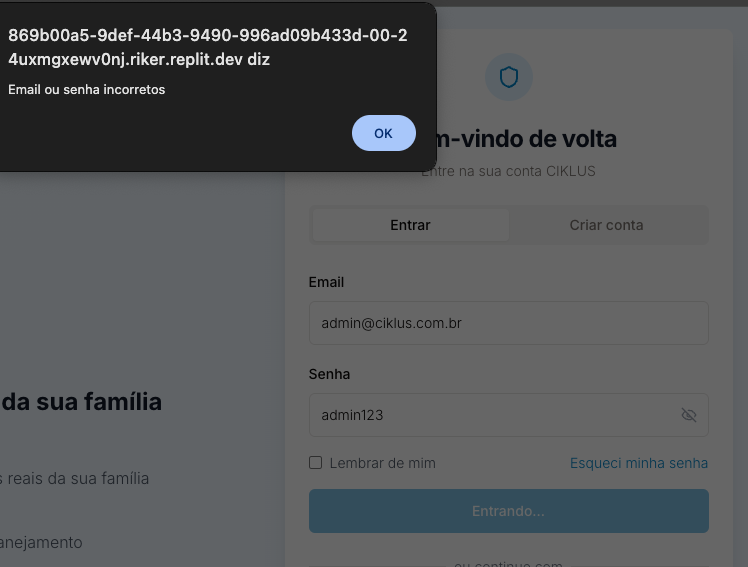 869b00a5-9def-44b3-9490-996ad09b433d-00-2
4uxmgxewv0nj.riker.replit.dev diz
Email ou senha incorretos
OK
m-vindo de volta
Entre na sua conta CIKLUS
Entrar
Criar conta
Email
admin@ciklus.com.br
Senha
admin123
da sua família
Lembrar de mim
Esqueci minha senha
s reais da sua família
Entrando...
anejamento
ou continue com